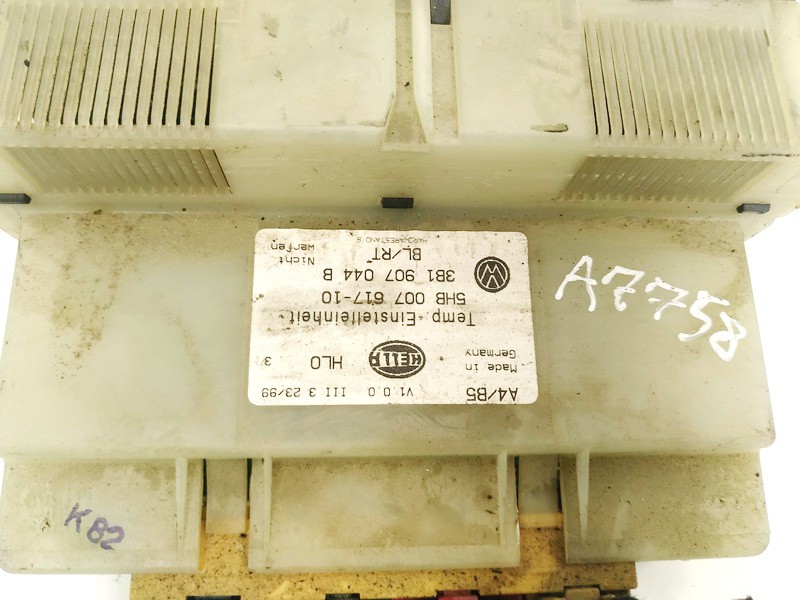 A4/B5 V1.0.0 III 3 23/99
Made in
Germany HELLA HLO 3
Temp.-Einstelleinheit
5HB 007 617-10
3B1 907 044 B
BL/RT Nicht
werfen
A7758
K82